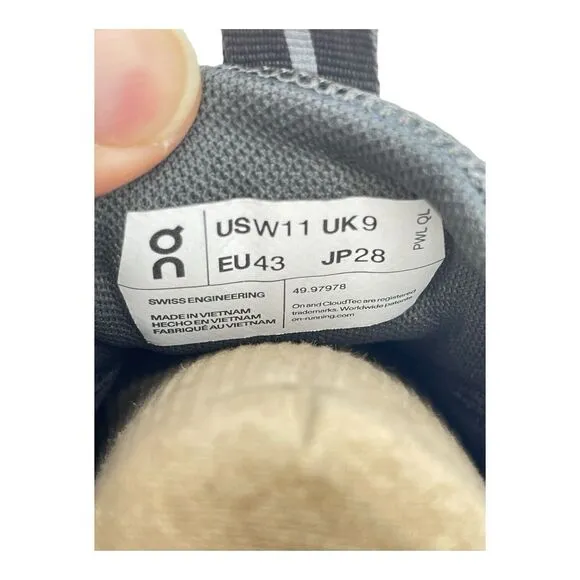 on
USW11 UK9
EU43 JP28
PWL QL
SWISS ENGINEERING
MADE IN VIETNAM
HECHO EN VIETNAM
FABRIQUÉ AU VIETNAM
49.97978
On and CloudTec are registered
trademarks. Worldwide patents
on-running.com